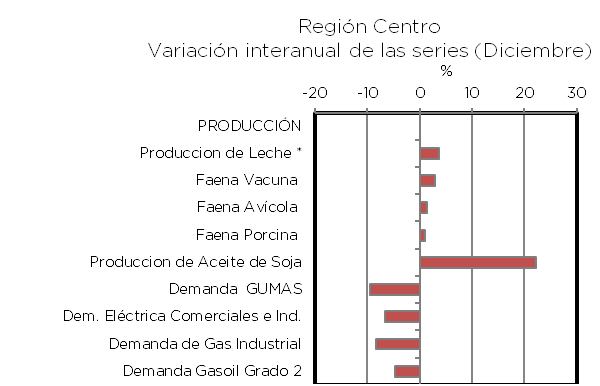 Región Centro
Variación interanual de las series (Diciembre)
%
-20 -10 0 10 20 30
PRODUCCIÓN
Produccion de Leche *
Faena Vacuna
Faena Avícola
Faena Porcina
Produccion de Aceite de Soja
Demanda GUMAS
Dem. Eléctrica Comerciales e Ind.
Demanda de Gas Industrial
Demanda Gasoil Grado 2